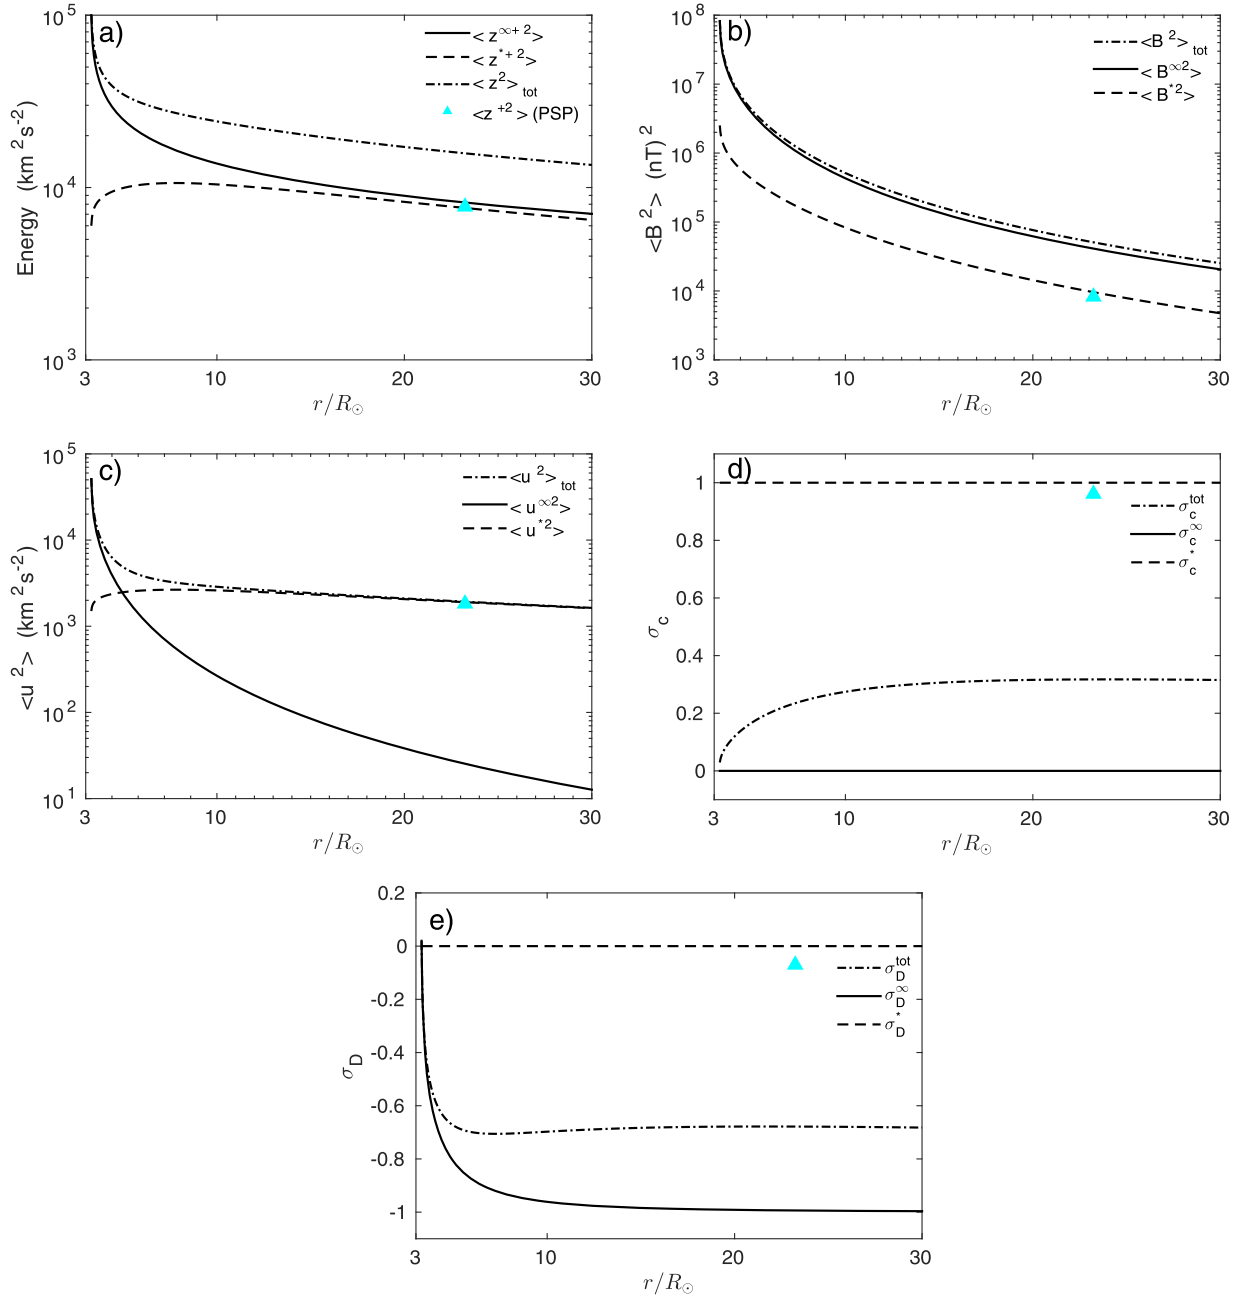 a)
10^5
10^4
10^3
Energy (km^2 s^-2)
< z^∞+2 >
< z^*+2 >
< z^2 >_tot
<z^+2> (PSP)
3 10 20 30
r/R_⊙
b)
10^8
10^7
10^6
10^5
10^4
10^3
<B^2> (nT)^2
<B^2>_tot
< B^∞2 >
< B^*2 >
3 10 20 30
r/R_⊙
c)
10^5
10^4
10^3
10^2
10^1
<u^2> (km^2 s^-2)
<u^2>_tot
< u^∞2 >
< u^*2 >
3 10 20 30
r/R_⊙
d)
1
0.8
0.6
0.4
0.2
0
σ_c
σ_c^tot
σ_c^∞
σ_c^*
3 10 20 30
r/R_⊙
e)
0.2
0
-0.2
-0.4
-0.6
-0.8
-1
σ_D
σ_D^tot
σ_D^∞
σ_D^*
3 10 20 30
r/R_⊙